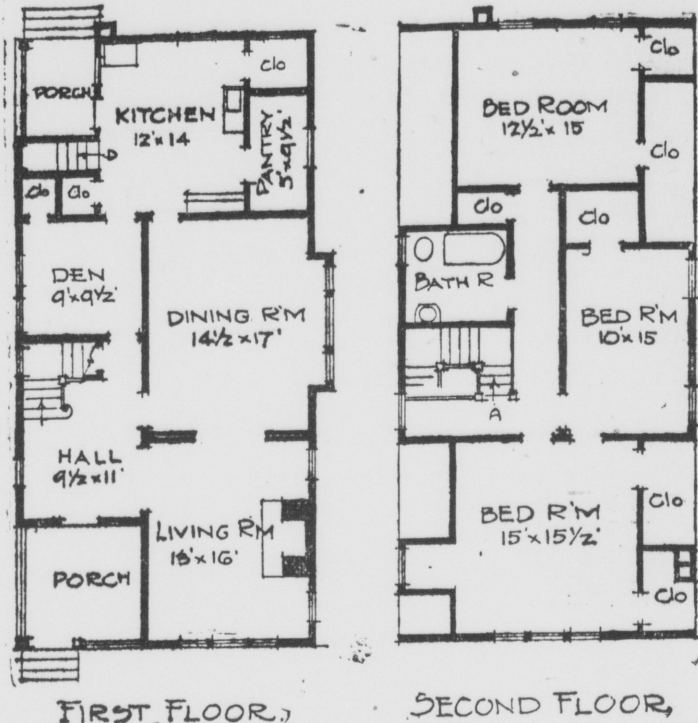 PORCH
KITCHEN
12'x14
Clo
PANTRY
5'x9½'
D
Clo
Clo
DEN
9'x9½'
DINING R'M
14½x17'
HALL
9½x11'
LIVING R'M
13'x16'
PORCH
FIRST FLOOR,
Clo
BED ROOM
12½'x15'
Clo
Clo
Clo
BATH R
BED R'M
10'x15
A
BED R'M
15'x15½'
Clo
Clo
SECOND FLOOR,